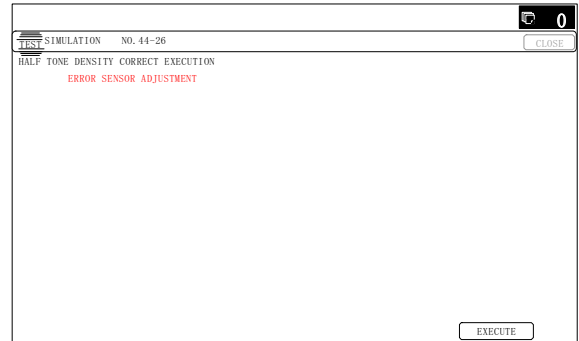 0
TEST SIMULATION NO. 44-26
CLOSE
HALF TONE DENSITY CORRECT EXECUTION
ERROR SENSOR ADJUSTMENT
EXECUTE